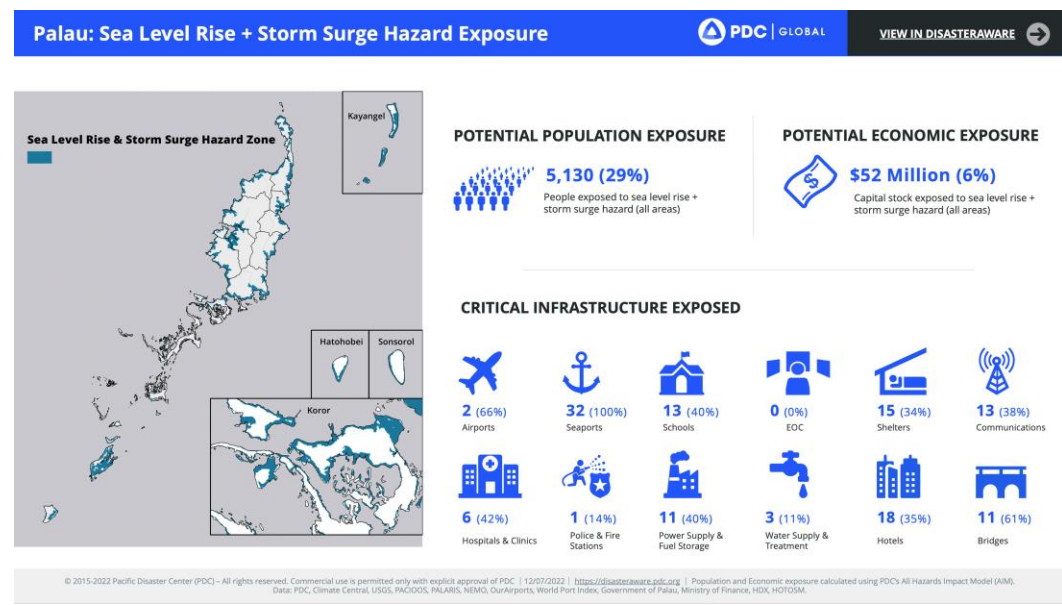 Palau: Sea Level Rise + Storm Surge Hazard Exposure
PDC | GLOBAL
VIEW IN DISASTERAWARE
Sea Level Rise & Storm Surge Hazard Zone
Kayangel
Hatohobei
Sonsorol
Koror
POTENTIAL POPULATION EXPOSURE
5,130 (29%)
People exposed to sea level rise +
storm surge hazard (all areas)
POTENTIAL ECONOMIC EXPOSURE
$52 Million (6%)
Capital stock exposed to sea level rise +
storm surge hazard (all areas)
CRITICAL INFRASTRUCTURE EXPOSED
2 (66%)
Airports
32 (100%)
Seaports
13 (40%)
Schools
0 (0%)
EOC
15 (34%)
Shelters
13 (38%)
Communications
6 (42%)
Hospitals & Clinics
1 (14%)
Police & Fire
Stations
11 (40%)
Power Supply &
Fuel Storage
3 (11%)
Water Supply &
Treatment
18 (35%)
Hotels
11 (61%)
Bridges
© 2015-2022 Pacific Disaster Center (PDC) – All rights reserved. Commercial use is permitted only with explicit approval of PDC | 12/07/2022 | https://disasteraware.pdc.org | Population and Economic exposure calculated using PDC's All Hazards Impact Model (AIM).
Data: PDC, Climate Central, USGS, PACIOOS, PALARIS, NEMO, OurAirports, World Port Index, Government of Palau, Ministry of Finance, HDX, HOTOSM.